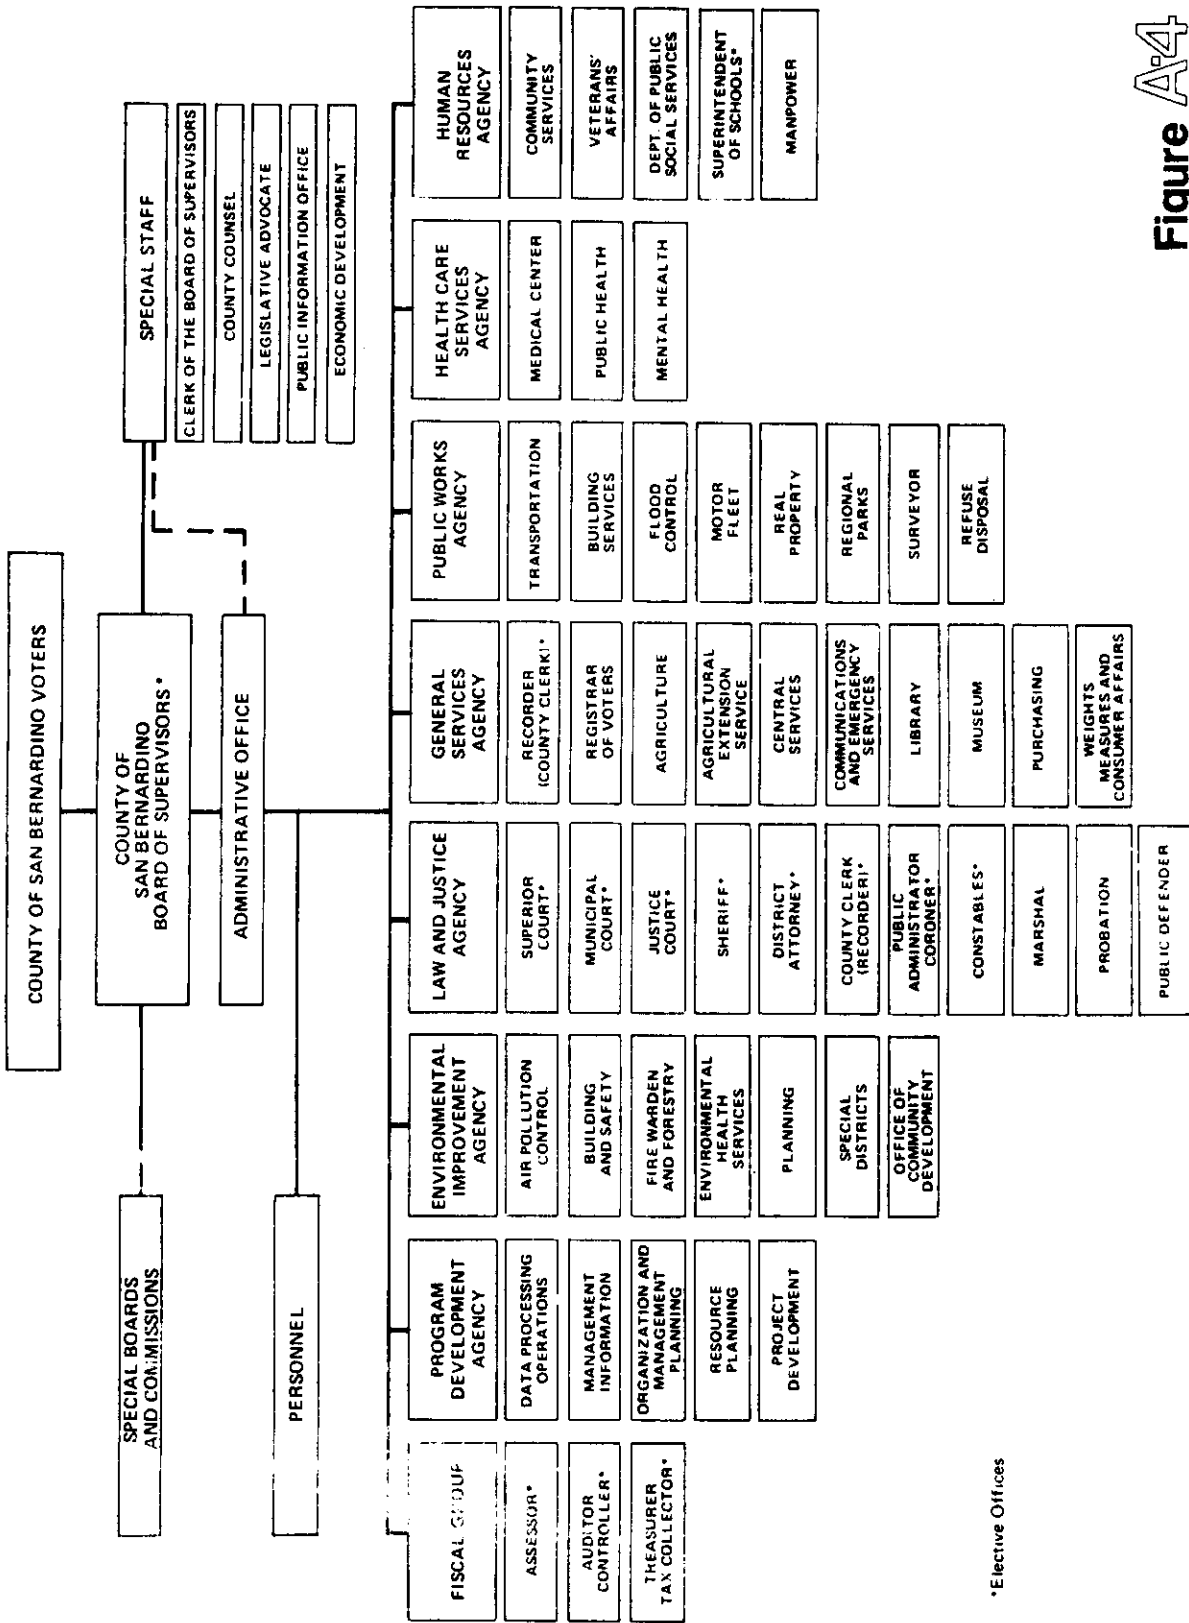 COUNTY OF SAN BERNARDINO VOTERS
COUNTY OF
SAN BERNARDINO
BOARD OF SUPERVISORS*
ADMINISTRATIVE OFFICE
SPECIAL BOARDS
AND COMMISSIONS
PERSONNEL
SPECIAL STAFF
CLERK OF THE BOARD OF SUPERVISORS
COUNTY COUNSEL
LEGISLATIVE ADVOCATE
PUBLIC INFORMATION OFFICE
ECONOMIC DEVELOPMENT
FISCAL GROUP
ASSESSOR*
AUDITOR
CONTROLLER*
TREASURER
TAX COLLECTOR*
PROGRAM
DEVELOPMENT
AGENCY
DATA PROCESSING
OPERATIONS
MANAGEMENT
INFORMATION
ORGANIZATION AND
MANAGEMENT
PLANNING
RESOURCE
PLANNING
PROJECT
DEVELOPMENT
ENVIRONMENTAL
IMPROVEMENT
AGENCY
AIR POLLUTION
CONTROL
BUILDING
AND SAFETY
FIRE WARDEN
AND FORESTRY
ENVIRONMENTAL
HEALTH
SERVICES
PLANNING
SPECIAL
DISTRICTS
OFFICE OF
COMMUNITY
DEVELOPMENT
LAW AND JUSTICE
AGENCY
SUPERIOR
COURT*
MUNICIPAL
COURT*
JUSTICE
COURT*
SHERIFF*
DISTRICT
ATTORNEY*
COUNTY CLERK
(RECORDER)*
PUBLIC
ADMINISTRATOR
CORONER*
CONSTABLES*
MARSHAL
PROBATION
PUBLIC DEFENDER
GENERAL
SERVICES
AGENCY
RECORDER
(COUNTY CLERK)*
REGISTRAR
OF VOTERS
AGRICULTURE
AGRICULTURAL
EXTENSION
SERVICE
CENTRAL
SERVICES
COMMUNICATIONS
AND EMERGENCY
SERVICES
LIBRARY
MUSEUM
PURCHASING
WEIGHTS
MEASURES AND
CONSUMER AFFAIRS
PUBLIC WORKS
AGENCY
TRANSPORTATION
BUILDING
SERVICES
FLOOD
CONTROL
MOTOR
FLEET
REAL
PROPERTY
REGIONAL
PARKS
SURVEYOR
REFUSE
DISPOSAL
HEALTH CARE
SERVICES
AGENCY
MEDICAL CENTER
PUBLIC HEALTH
MENTAL HEALTH
HUMAN
RESOURCES
AGENCY
COMMUNITY
SERVICES
VETERANS'
AFFAIRS
DEPT. OF PUBLIC
SOCIAL SERVICES
SUPERINTENDENT
OF SCHOOLS*
MANPOWER
*Elective Offices
Figure A-4